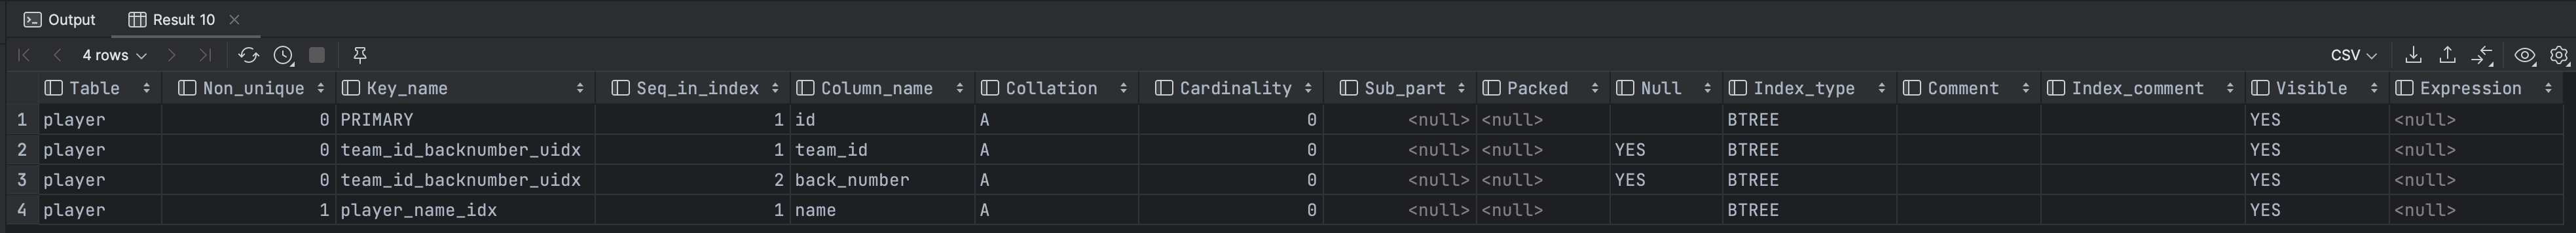 Output Result 10
4 rows CSV
Table Non_unique Key_name Seq_in_index Column_name Collation Cardinality Sub_part Packed Null Index_type Comment Index_comment Visible Expression
1 player 0 PRIMARY 1 id A 0 <null> <null> BTREE YES <null>
2 player 0 team_id_backnumber_uidx 1 team_id A 0 <null> <null> YES BTREE YES <null>
3 player 0 team_id_backnumber_uidx 2 back_number A 0 <null> <null> YES BTREE YES <null>
4 player 1 player_name_idx 1 name A 0 <null> <null> BTREE YES <null>